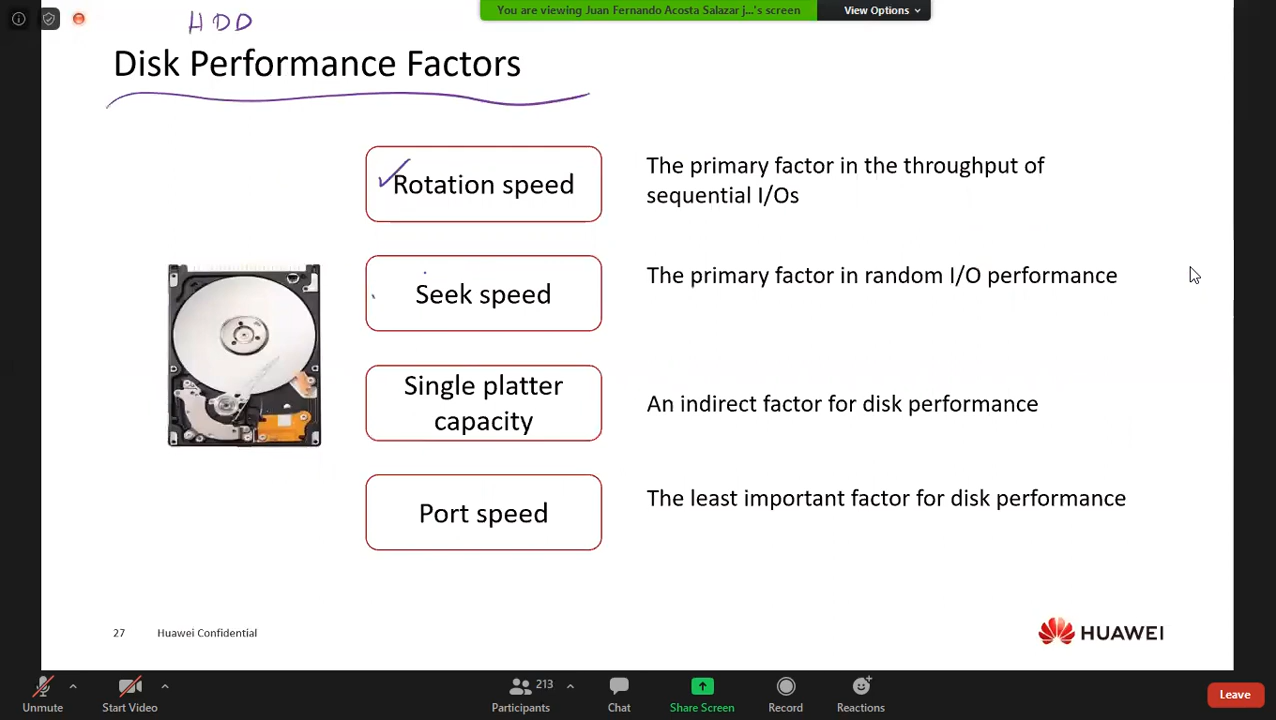 You are viewing Juan Fernando Acosta Salazar j...'s screen
View Options
HDD
Disk Performance Factors
Rotation speed
The primary factor in the throughput of
sequential I/Os
Seek speed
The primary factor in random I/O performance
Single platter
capacity
An indirect factor for disk performance
Port speed
The least important factor for disk performance
27
Huawei Confidential
HUAWEI
Unmute
Start Video
213
Participants
Chat
Share Screen
Record
Reactions
Leave